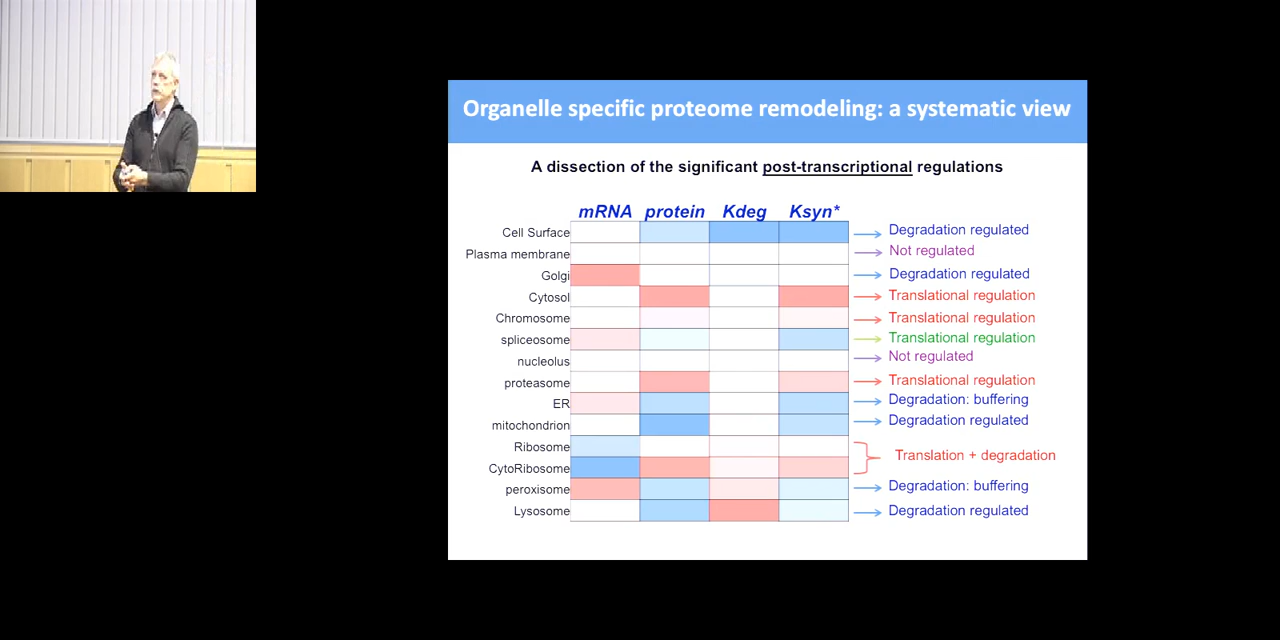 Organelle specific proteome remodeling: a systematic view
A dissection of the significant post-transcriptional regulations
mRNA protein Kdeg Ksyn*
Cell Surface Degradation regulated
Plasma membrane Not regulated
Golgi Degradation regulated
Cytosol Translational regulation
Chromosome Translational regulation
spliceosome Translational regulation
nucleolus Not regulated
proteasome Translational regulation
ER Degradation: buffering
mitochondrion Degradation regulated
Ribosome
Translation + degradation
CytoRibosome
peroxisome Degradation: buffering
Lysosome Degradation regulated